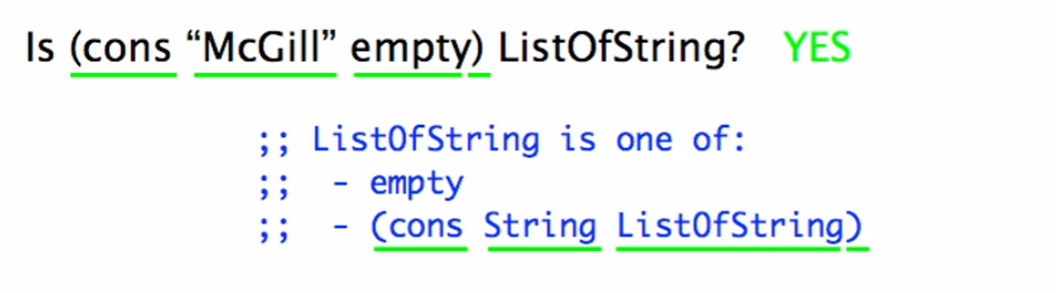 Is (cons “McGill” empty) ListOfString? YES
;; ListOfString is one of:
;;  - empty
;;  - (cons String ListOfString)